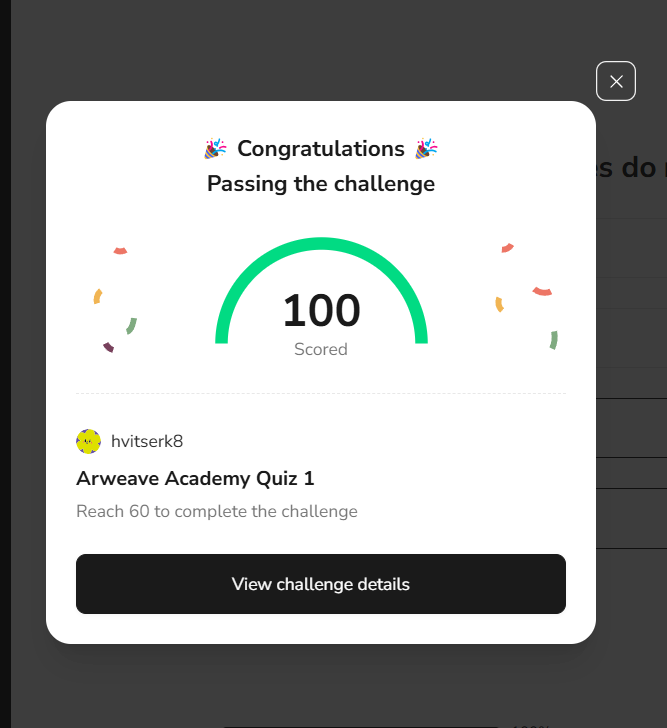 🎉 Congratulations 🎉
Passing the challenge
es do
100
Scored
hvitserk8
Arweave Academy Quiz 1
Reach 60 to complete the challenge
View challenge details